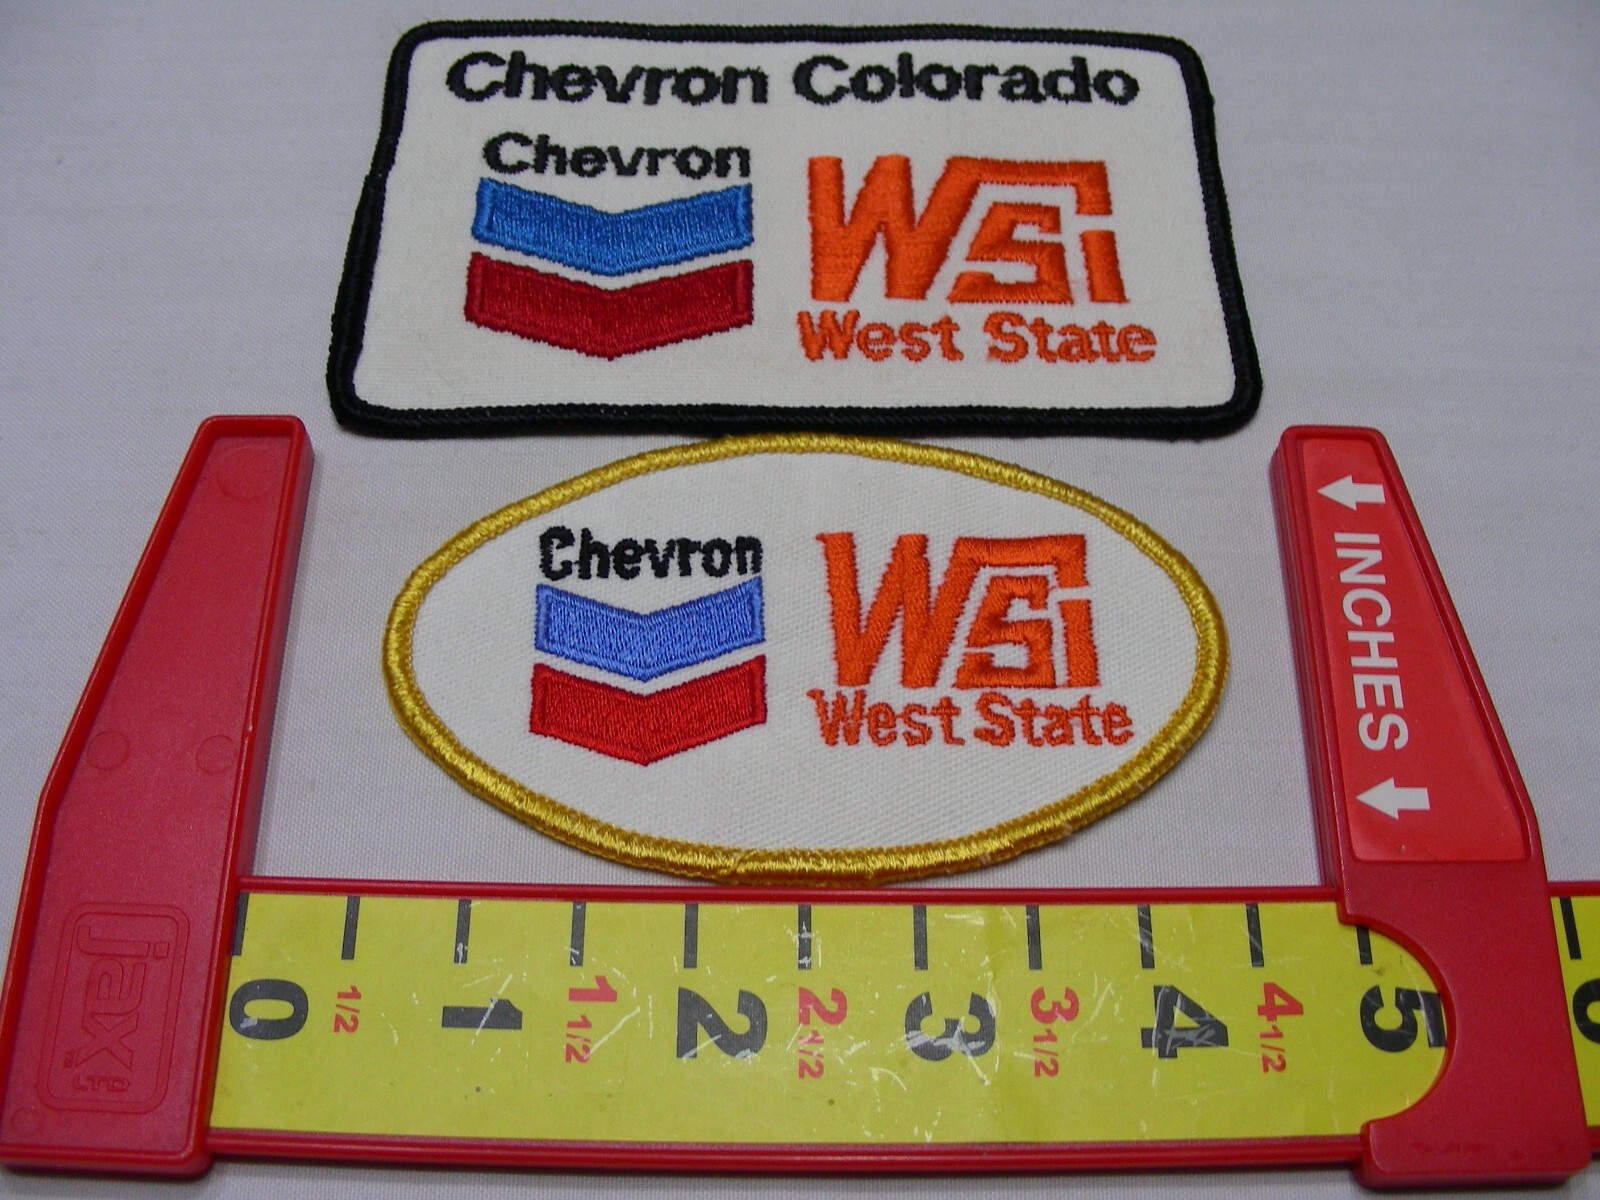 Chevron Colorado
Chevron
WSI
West State
Chevron
WSI
West State
INCHES
jax
0 1/2 1 1 1/2 2 2 1/2 3 3 1/2 4 4 1/2 5